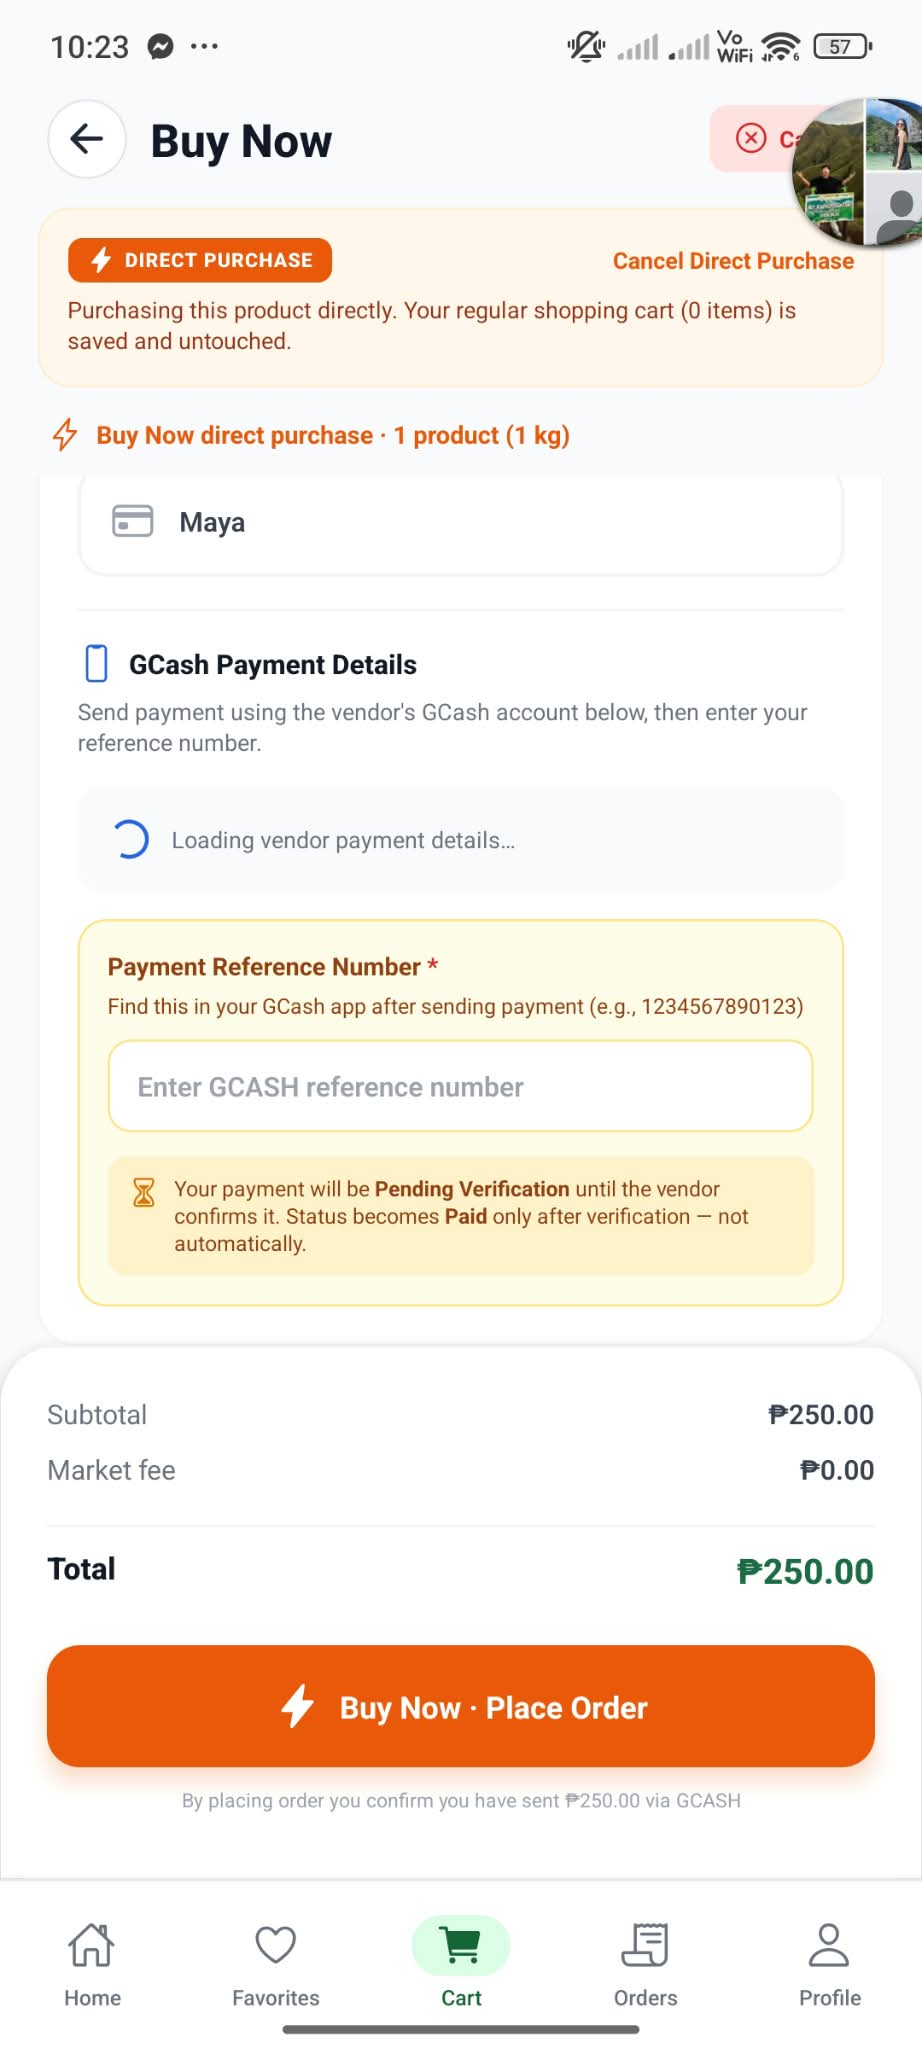 10:23
Vo
WiFi
6
57
Buy Now
DIRECT PURCHASE
Cancel Direct Purchase
Purchasing this product directly. Your regular shopping cart (0 items) is
saved and untouched.
Buy Now direct purchase · 1 product (1 kg)
Maya
GCash Payment Details
Send payment using the vendor's GCash account below, then enter your
reference number.
Loading vendor payment details...
Payment Reference Number *
Find this in your GCash app after sending payment (e.g., 1234567890123)
Enter GCASH reference number
Your payment will be Pending Verification until the vendor
confirms it. Status becomes Paid only after verification — not
automatically.
Subtotal ₱250.00
Market fee ₱0.00
Total ₱250.00
Buy Now · Place Order
By placing order you confirm you have sent ₱250.00 via GCASH
Home
Favorites
Cart
Orders
Profile